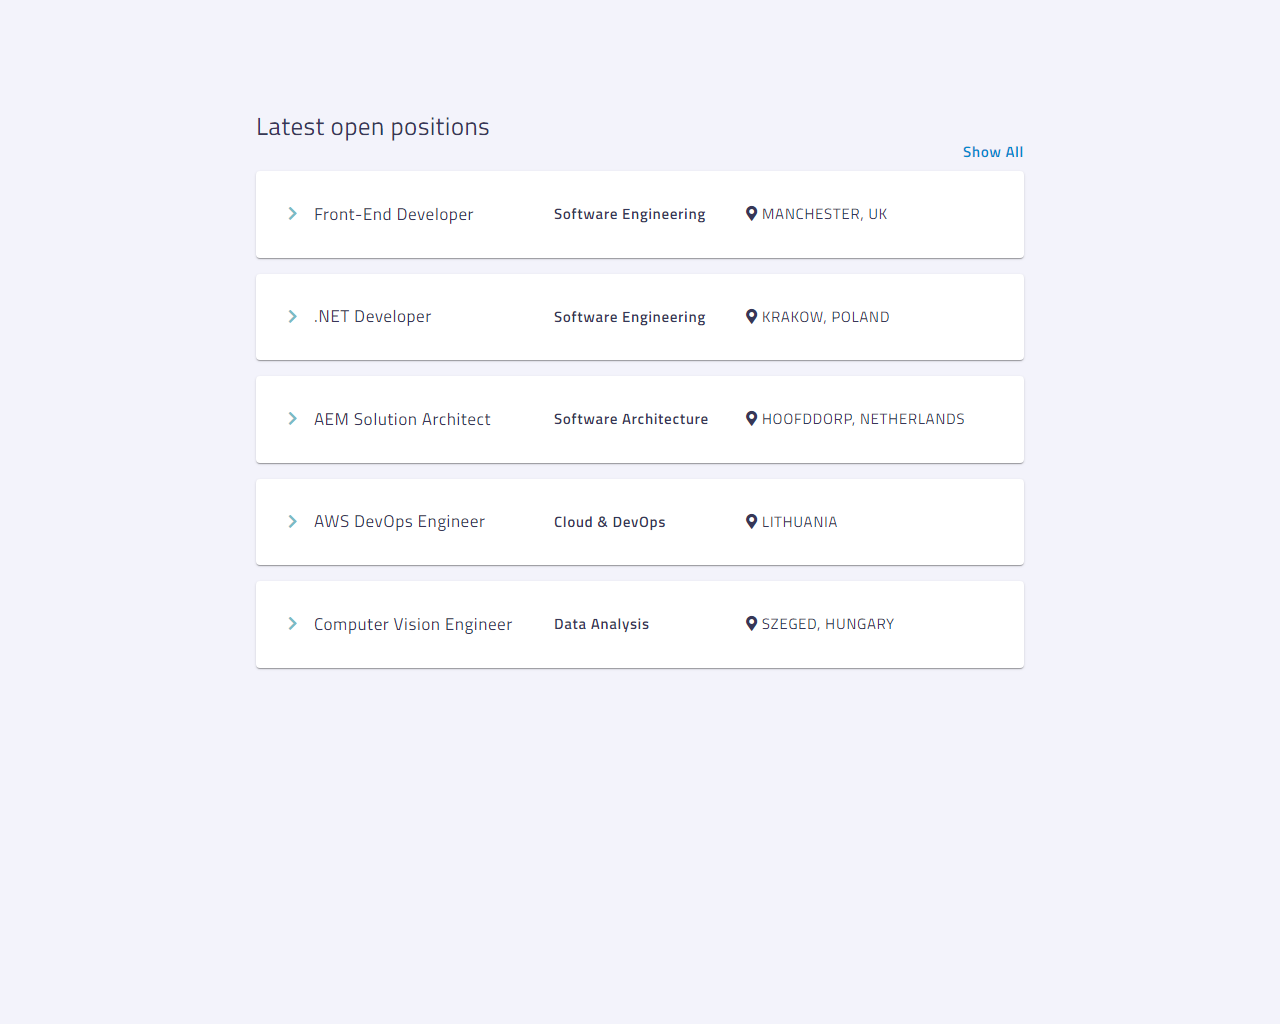 Latest open positions
Show All
Front-End Developer Software Engineering MANCHESTER, UK
.NET Developer Software Engineering KRAKOW, POLAND
AEM Solution Architect Software Architecture HOOFDDORP, NETHERLANDS
AWS DevOps Engineer Cloud & DevOps LITHUANIA
Computer Vision Engineer Data Analysis SZEGED, HUNGARY